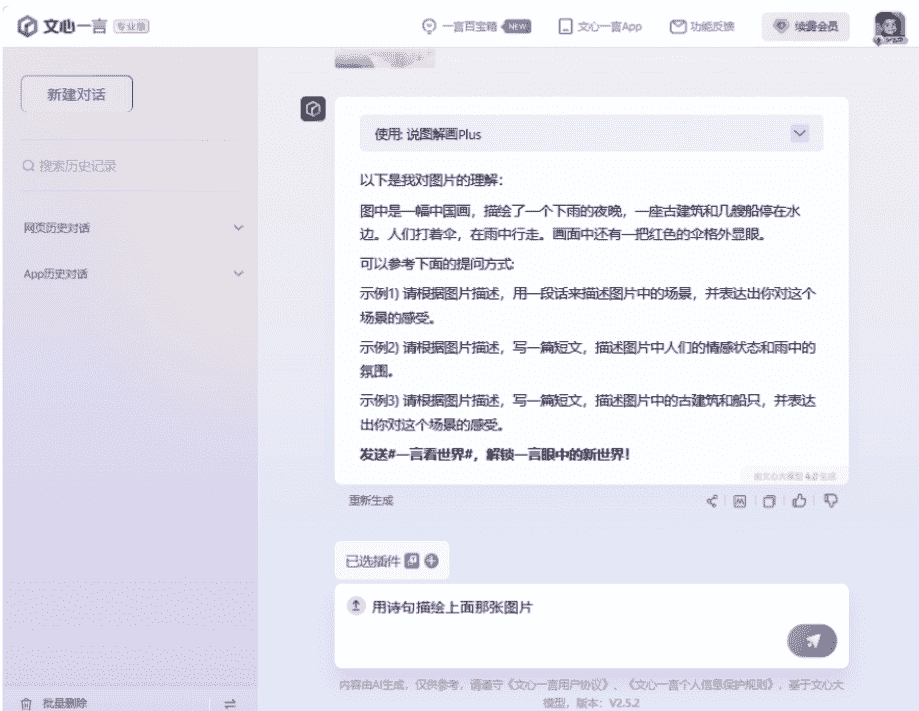 文心一言 专业版
一言百宝箱 NEW
文心一言App
功能反馈
续费会员
新建对话
搜索历史记录
网页历史对话
App历史对话
使用: 说图解画Plus
以下是我对图片的理解：
图中是一幅中国画，描绘了一个下雨的夜晚，一座古建筑和几艘船停在水
边。人们打着伞，在雨中行走。画面中还有一把红色的伞格外显眼。
可以参考下面的提问方式:
示例1) 请根据图片描述，用一段话来描述图片中的场景，并表达出你对这个
场景的感受。
示例2) 请根据图片描述，写一篇短文，描述图片中人们的情感状态和雨中的
氛围。
示例3) 请根据图片描述，写一篇短文，描述图片中的古建筑和船只，并表达
出你对这个场景的感受。
发送#一言看世界#，解锁一言眼中的新世界！
由文心大模型 4.0 生成
重新生成
已选插件
用诗句描绘上面那张图片
内容由AI生成，仅供参考，请遵守《文心一言用户协议》、《文心一言个人信息保护规则》，基于文心大
模型，版本：V2.5.2
批量删除